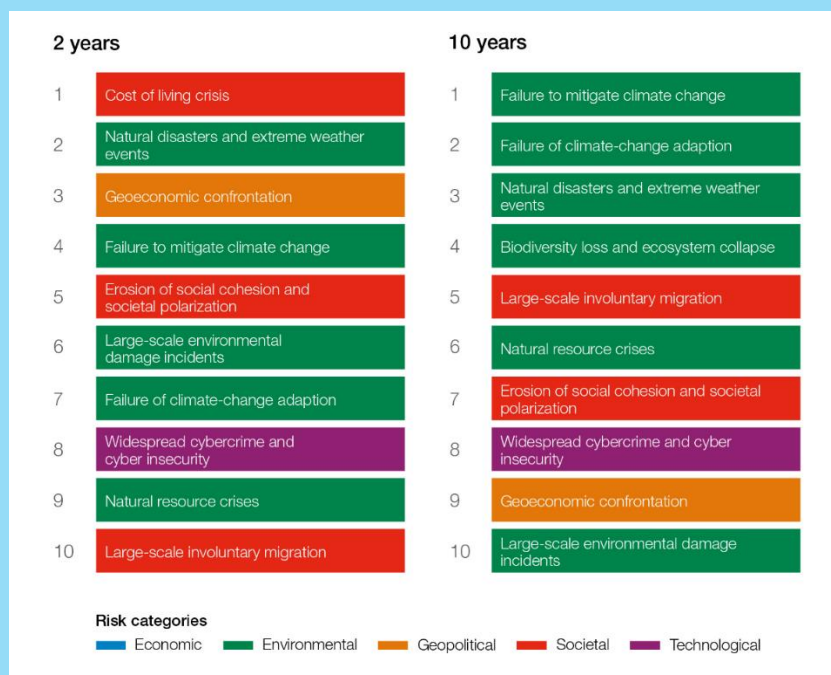 2 years
1
Cost of living crisis
2
Natural disasters and extreme weather
events
3
Geoeconomic confrontation
4
Failure to mitigate climate change
5
Erosion of social cohesion and
societal polarization
6
Large-scale environmental
damage incidents
7
Failure of climate-change adaption
8
Widespread cybercrime and
cyber insecurity
9
Natural resource crises
10
Large-scale involuntary migration
10 years
1
Failure to mitigate climate change
2
Failure of climate-change adaption
3
Natural disasters and extreme weather
events
4
Biodiversity loss and ecosystem collapse
5
Large-scale involuntary migration
6
Natural resource crises
7
Erosion of social cohesion and societal
polarization
8
Widespread cybercrime and cyber
insecurity
9
Geoeconomic confrontation
10
Large-scale environmental damage
incidents
Risk categories
Economic Environmental Geopolitical Societal Technological